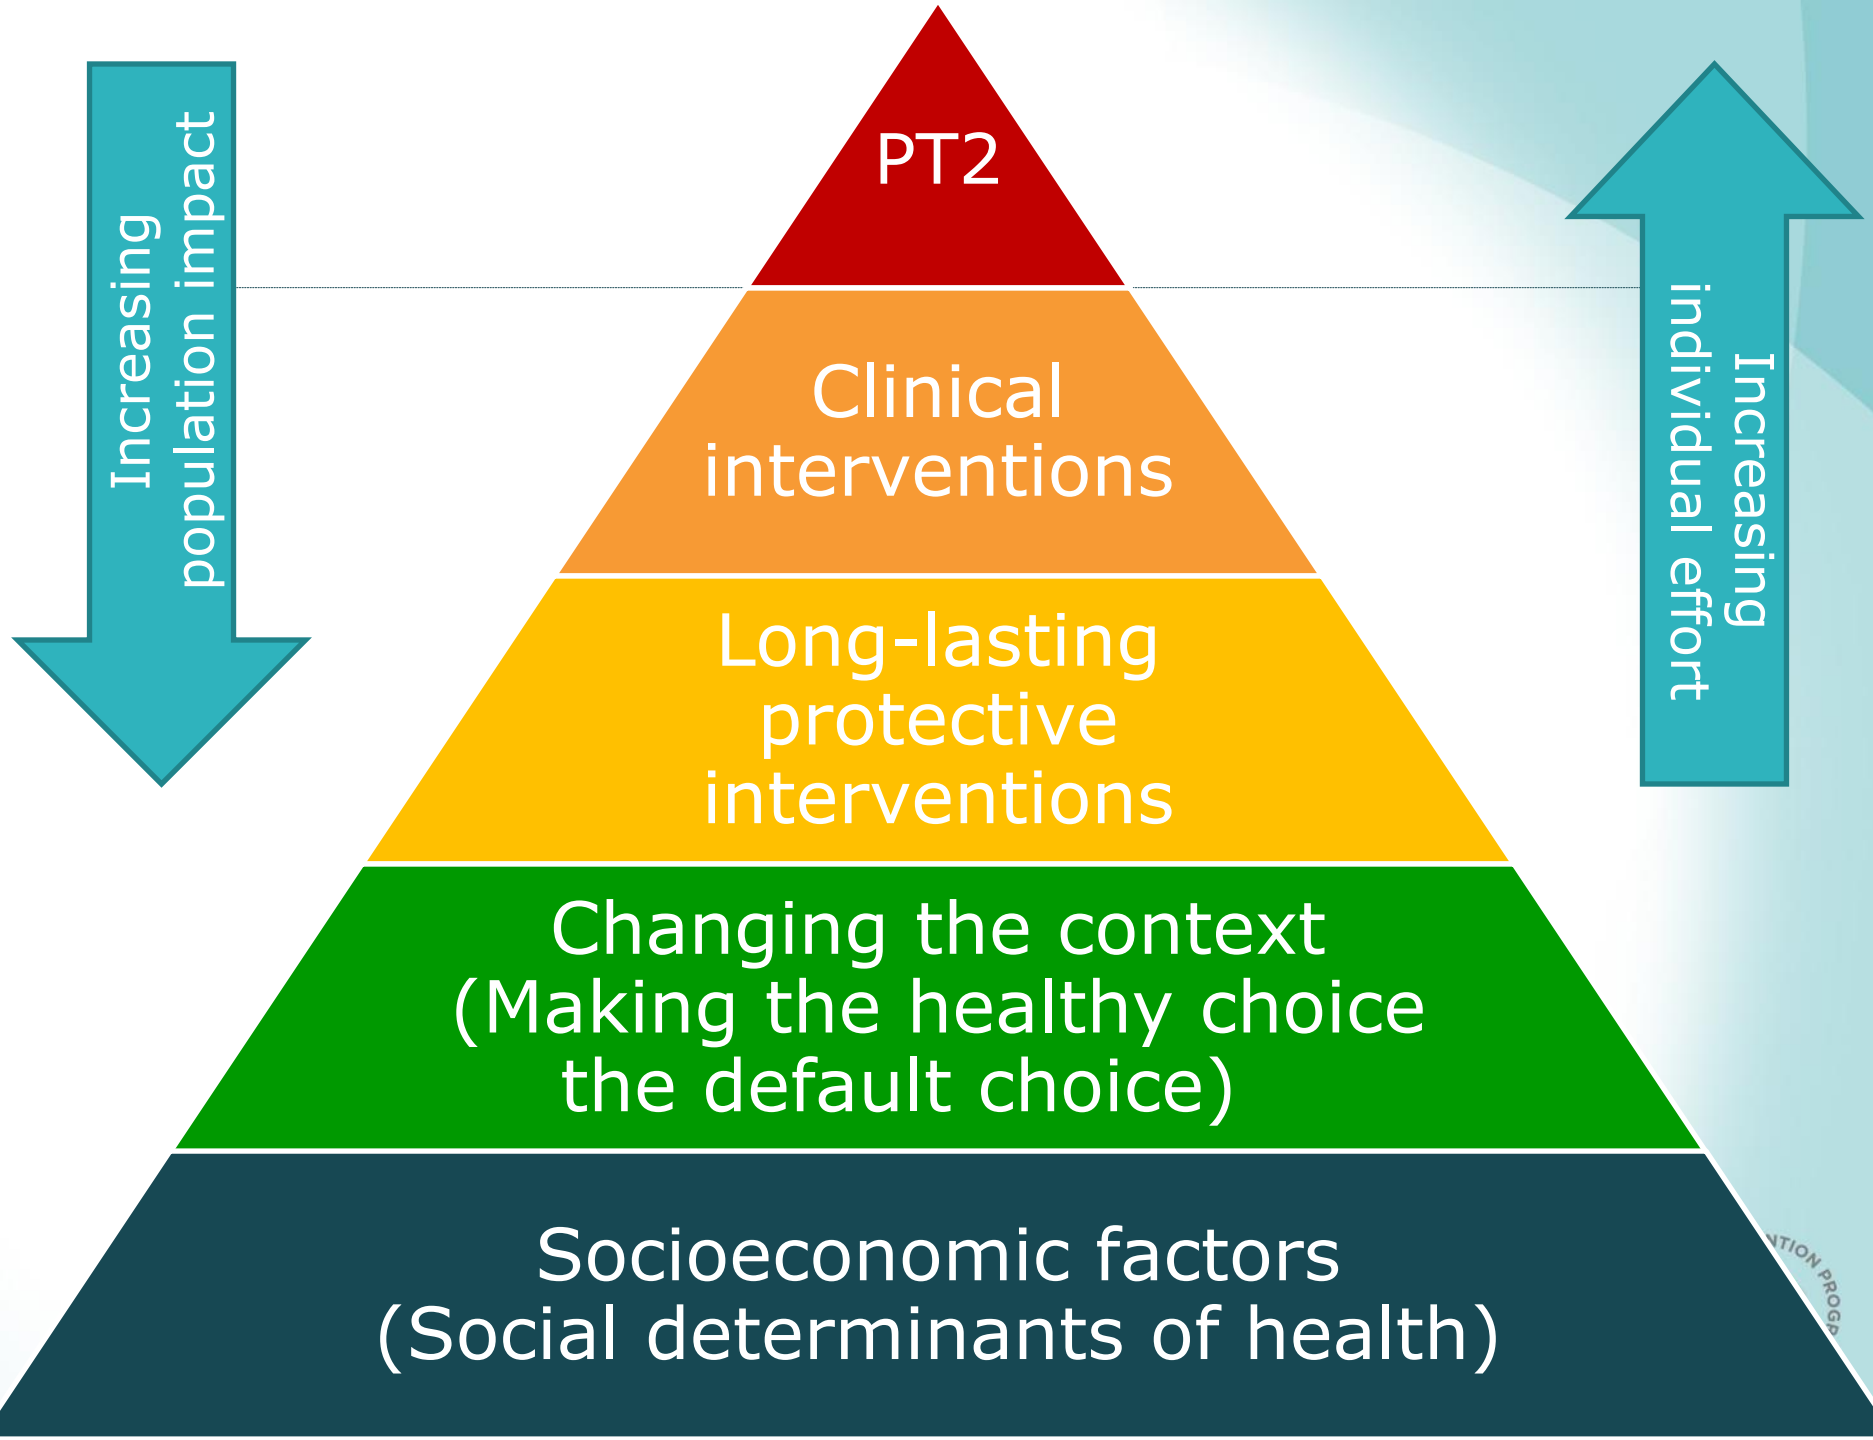 PT2
Increasing
population impact
Increasing
individual effort
Clinical
interventions
Long-lasting
protective
interventions
Changing the context
(Making the healthy choice
the default choice)
Socioeconomic factors
(Social determinants of health)